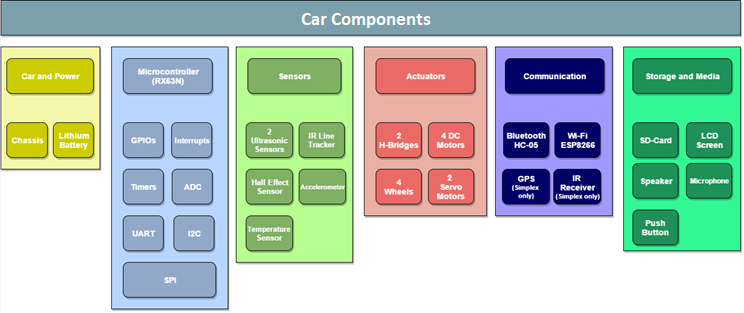 Car Components
Car and Power
Chassis
Lithium
Battery
Microcontroller
(RX63N)
GPIOs
Interrupts
Timers
ADC
UART
I2C
SPI
Sensors
2
Ultrasonic
Sensors
IR Line
Tracker
Hall Effect
Sensor
Accelerometer
Temperature
Sensor
Actuators
2
H-Bridges
4 DC
Motors
4
Wheels
2
Servo
Motors
Communication
Bluetooth
HC-05
Wi-Fi
ESP8266
GPS
(Simplex
only)
IR
Receiver
(Simplex only)
Storage and Media
SD-Card
LCD
Screen
Speaker
Microphone
Push
Button